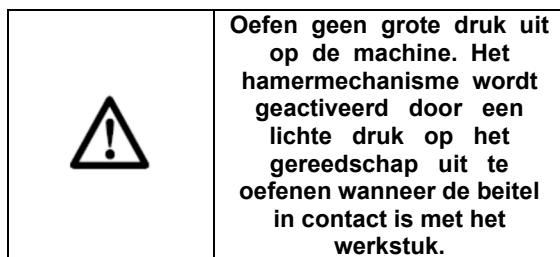 Oefen geen grote druk uit
op de machine. Het
hamermechanisme wordt
geactiveerd door een
lichte druk op het
gereedschap uit te
oefenen wanneer de beitel
in contact is met het
werkstuk.